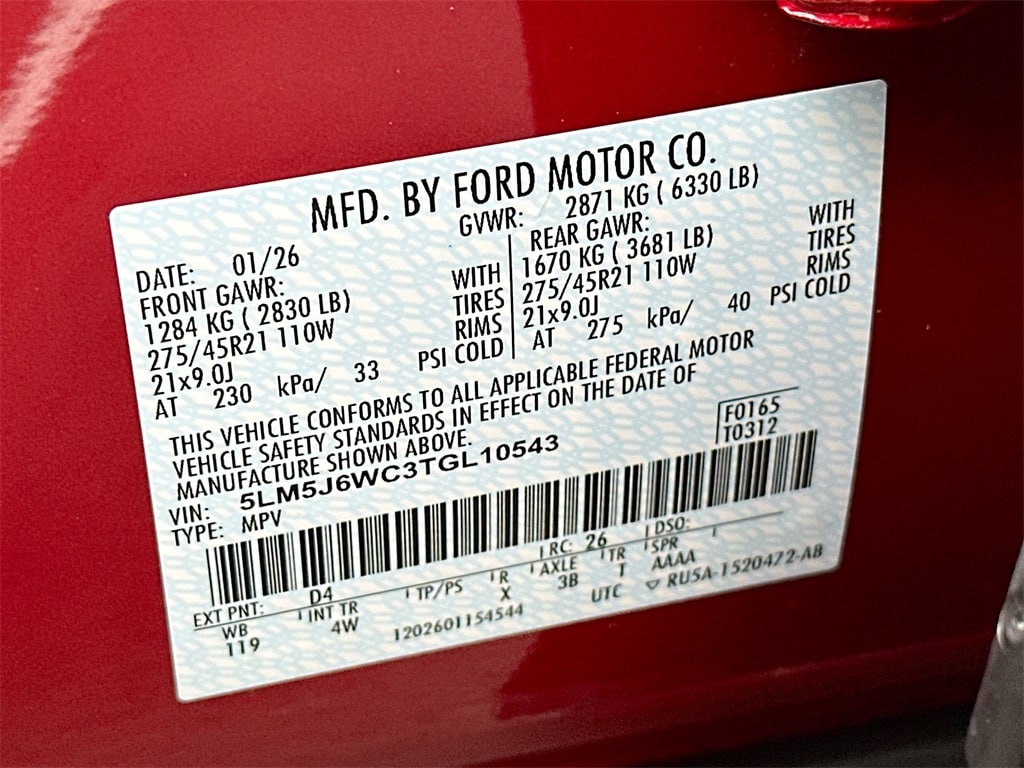 MFD. BY FORD MOTOR CO.
DATE: 01/26
GVWR: 2871 KG ( 6330 LB)
FRONT GAWR:
1284 KG ( 2830 LB) WITH
275/45R21 110W TIRES
21x9.0J RIMS
AT 230 kPa/ 33 PSI COLD
REAR GAWR: WITH
1670 KG ( 3681 LB) TIRES
275/45R21 110W RIMS
21x9.0J
AT 275 kPa/ 40 PSI COLD
THIS VEHICLE CONFORMS TO ALL APPLICABLE FEDERAL MOTOR
VEHICLE SAFETY STANDARDS IN EFFECT ON THE DATE OF
MANUFACTURE SHOWN ABOVE.
VIN: 5LM5J6WC3TGL10543
TYPE: MPV
F0165
T0312
EXT PNT: D4 RC: 26 DSO:
WB INT TR TP/PS R AXLE TR SPR
119 4W X 3B T AAAA
1202601154544 UTC ▽ RU5A-1520472-AB